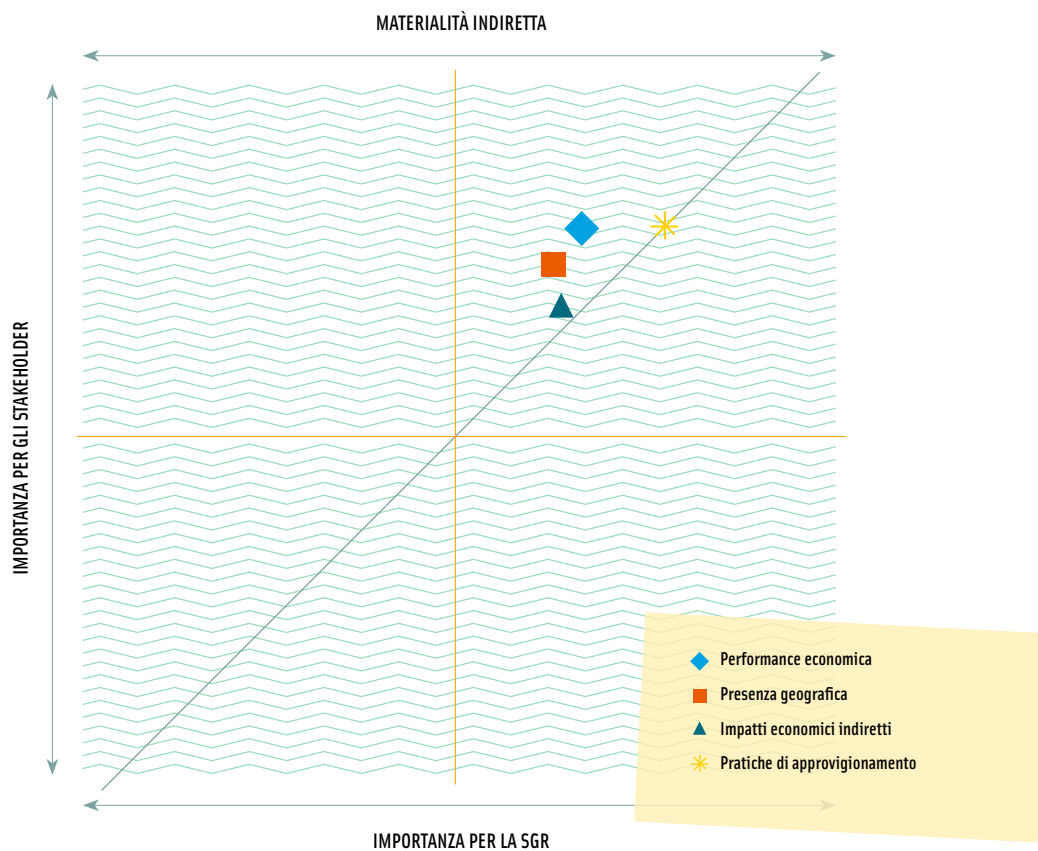 MATERIALITÀ INDIRETTA
IMPORTANZA PER GLI STAKEHOLDER
Performance economica
Presenza geografica
Impatti economici indiretti
Pratiche di approvigionamento
IMPORTANZA PER LA SGR